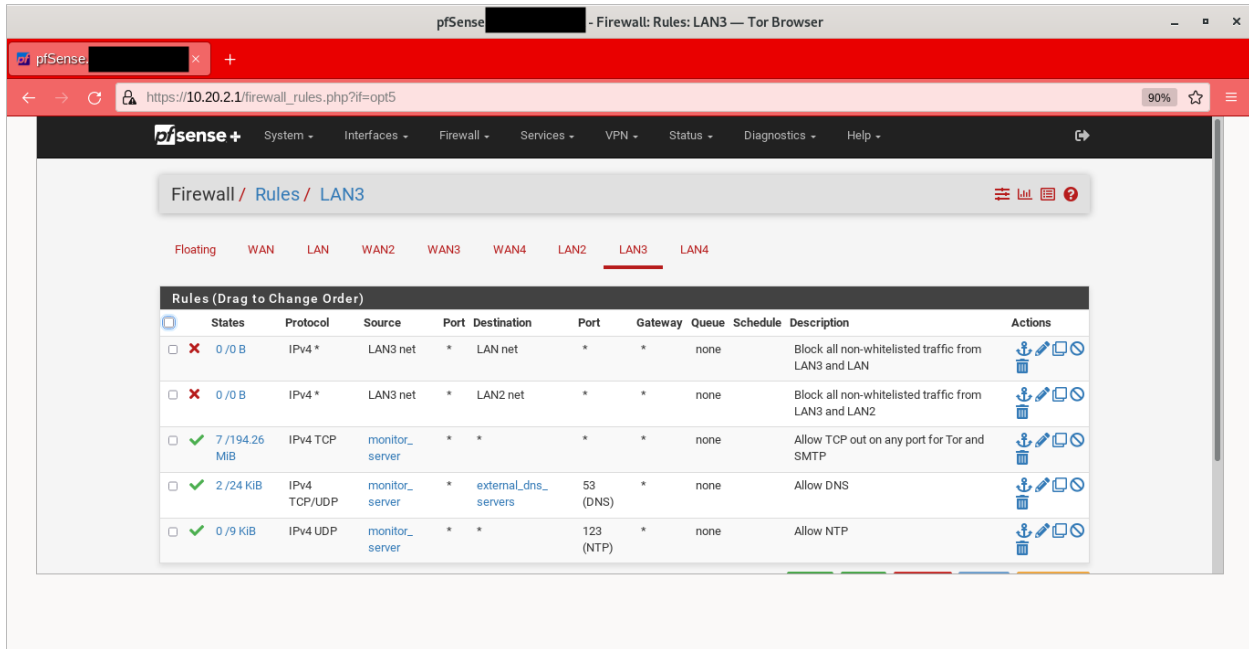 pfSense - Firewall: Rules: LAN3 — Tor Browser
pfSense.
https://10.20.2.1/firewall_rules.php?if=opt5 90%
pfsense+ System Interfaces Firewall Services VPN Status Diagnostics Help
Firewall / Rules / LAN3
Floating WAN LAN WAN2 WAN3 WAN4 LAN2 LAN3 LAN4
Rules (Drag to Change Order)
States Protocol Source Port Destination Port Gateway Queue Schedule Description Actions
0 /0 B IPv4 * LAN3 net * LAN net * * none Block all non-whitelisted traffic from
LAN3 and LAN
0 /0 B IPv4 * LAN3 net * LAN2 net * * none Block all non-whitelisted traffic from
LAN3 and LAN2
7 /194.26 IPv4 TCP monitor_ * * * * none Allow TCP out on any port for Tor and
MiB server SMTP
2 /24 KiB IPv4 monitor_ * external_dns_ 53 * none Allow DNS
TCP/UDP server servers (DNS)
0 /9 KiB IPv4 UDP monitor_ * * 123 * none Allow NTP
server (NTP)